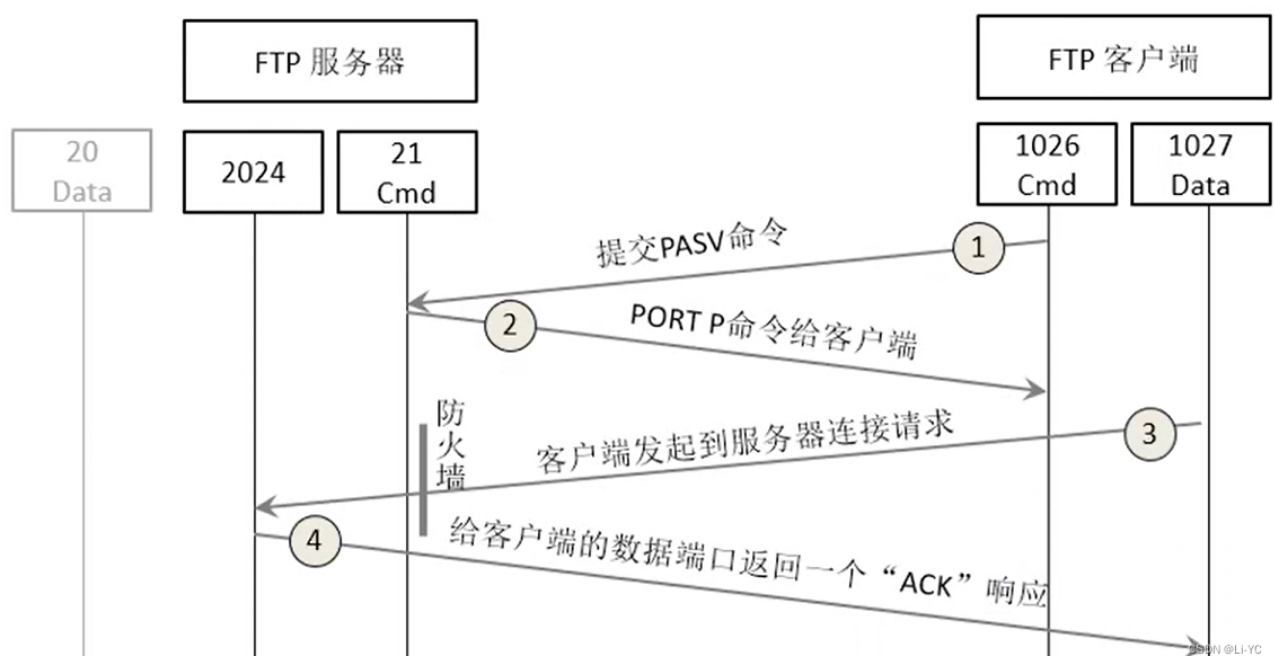 FTP 服务器
FTP 客户端
20
Data
2024
21
Cmd
1026
Cmd
1027
Data
提交PASV命令
1
2
PORT P命令给客户端
防火墙
客户端发起到服务器连接请求
3
4
给客户端的数据端口返回一个“ACK”响应
CSDN @Li-YC